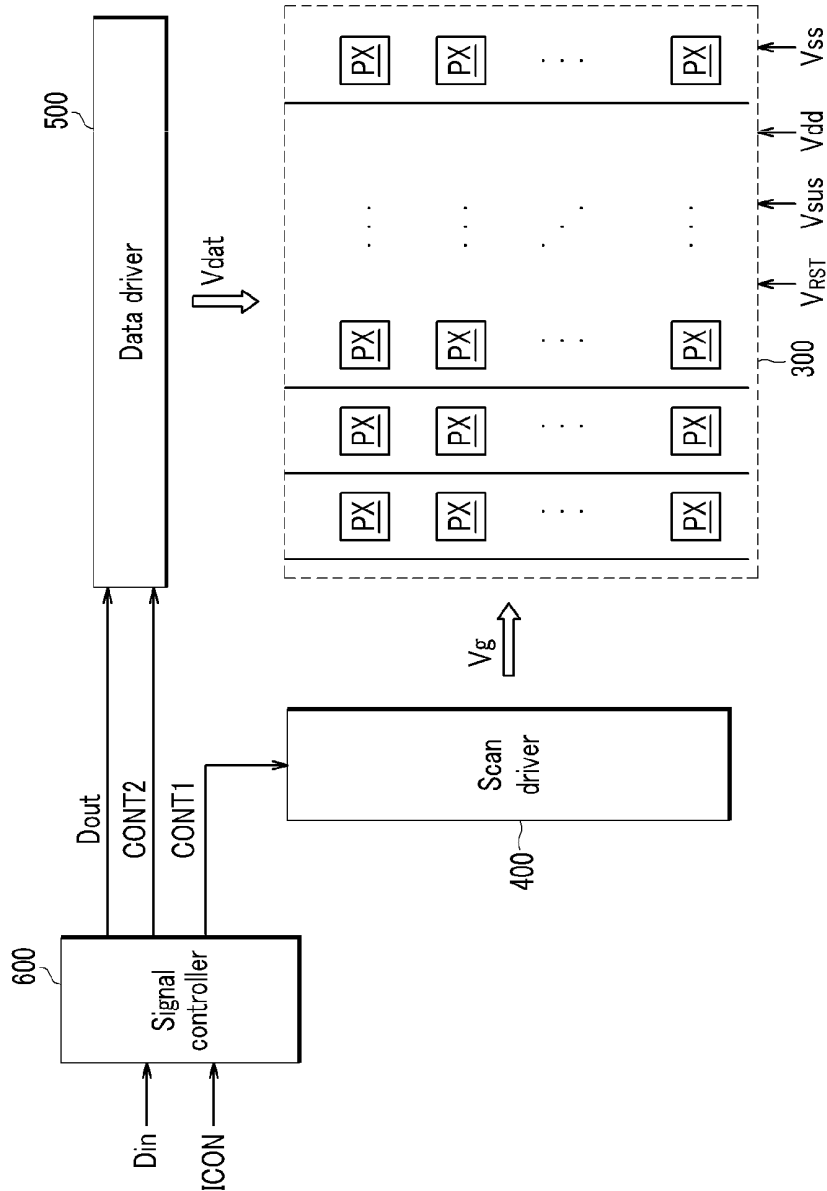 600
Signal
controller
Din
ICON
Dout
CONT2
CONT1
500
Data driver
Vdat
400
Scan
driver
Vg
PX PX PX PX
PX PX PX PX
. . . . . . . . . . . .
PX PX PX PX
300
VRST
Vsus
Vdd
Vss